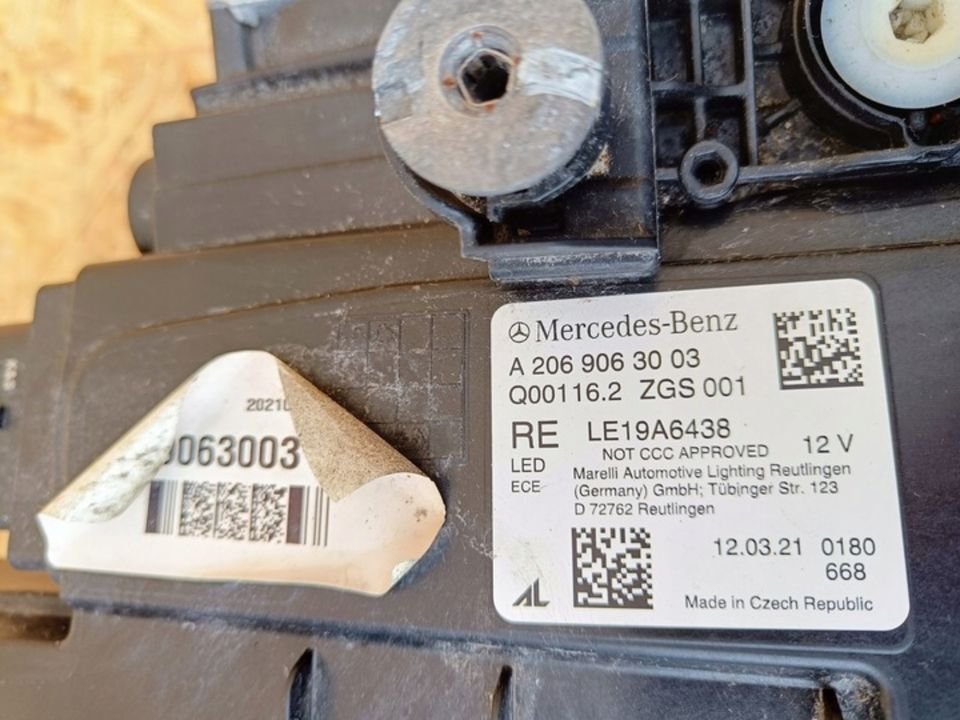 Mercedes-Benz
A 206 906 30 03
Q00116.2 ZGS 001
RE LE19A6438
NOT CCC APPROVED 12 V
LED
ECE
Marelli Automotive Lighting Reutlingen
(Germany) GmbH; Tübinger Str. 123
D 72762 Reutlingen
12.03.21 0180
668
AL
Made in Czech Republic
2021
9063003